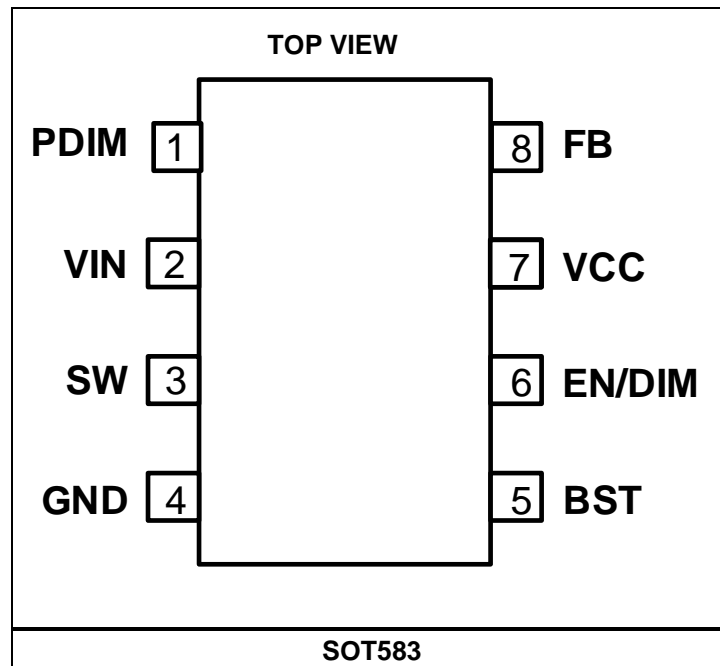 TOP VIEW
PDIM 1 8 FB
VIN 2 7 VCC
SW 3 6 EN/DIM
GND 4 5 BST
SOT583